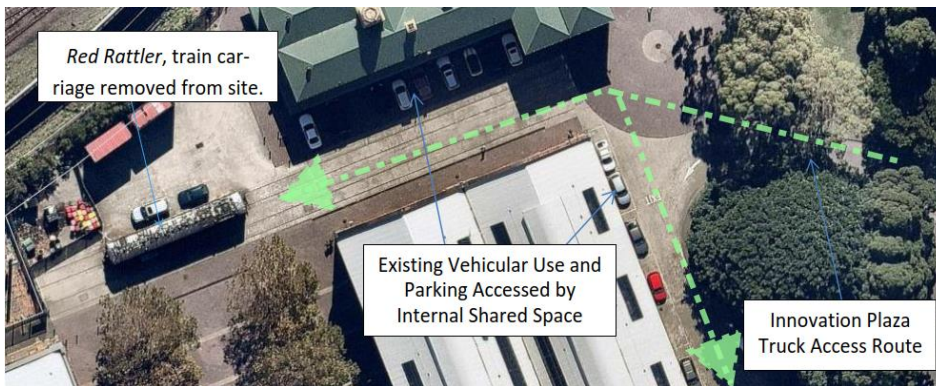 Red Rattler, train car-
riage removed from site.
Existing Vehicular Use and
Parking Accessed by
Internal Shared Space
Innovation Plaza
Truck Access Route